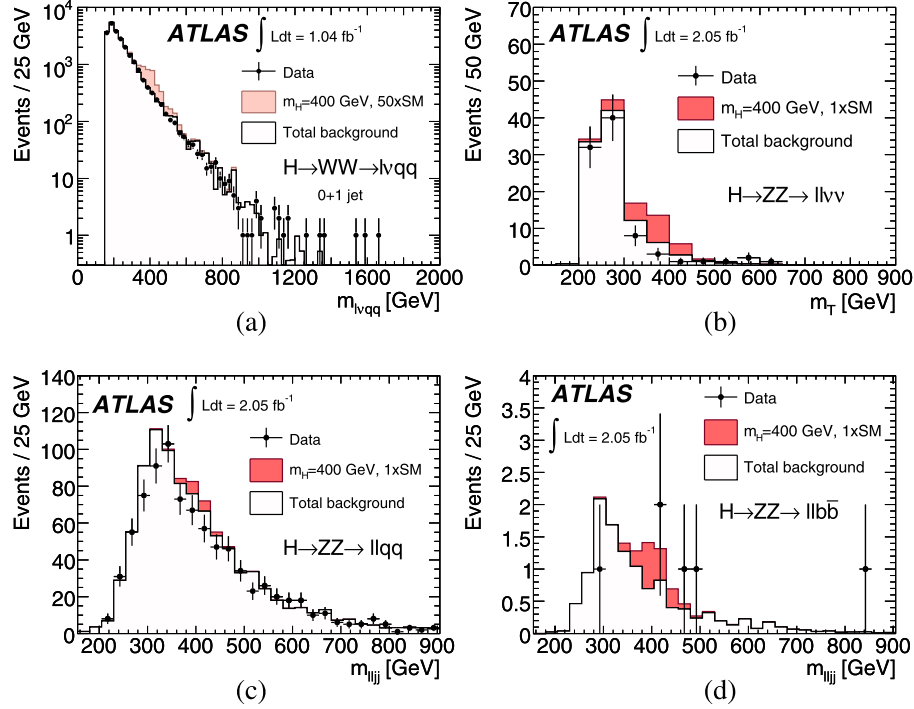 ATLAS ∫ Ldt = 1.04 fb⁻¹
Data
m_H=400 GeV, 50xSM
Total background
H→WW→lνqq
0+1 jet
Events / 25 GeV
10⁴
10³
10²
10
1
0 400 800 1200 1600 2000
m_lνqq [GeV]
(a)
ATLAS ∫ Ldt = 2.05 fb⁻¹
Data
m_H=400 GeV, 1xSM
Total background
H→ZZ→ llνν
Events / 50 GeV
70
60
50
40
30
20
10
0
100 200 300 400 500 600 700 800 900
m_T [GeV]
(b)
ATLAS ∫ Ldt = 2.05 fb⁻¹
Data
m_H=400 GeV, 1xSM
Total background
H→ZZ→ llqq
Events / 25 GeV
140
120
100
80
60
40
20
0
200 300 400 500 600 700 800 900
m_lljj [GeV]
(c)
ATLAS
∫ Ldt = 2.05 fb⁻¹
Data
m_H=400 GeV, 1xSM
Total background
H→ZZ→ llbb̅
Events / 25 GeV
4
3.5
3
2.5
2
1.5
1
0.5
0
200 300 400 500 600 700 800 900
m_lljj [GeV]
(d)